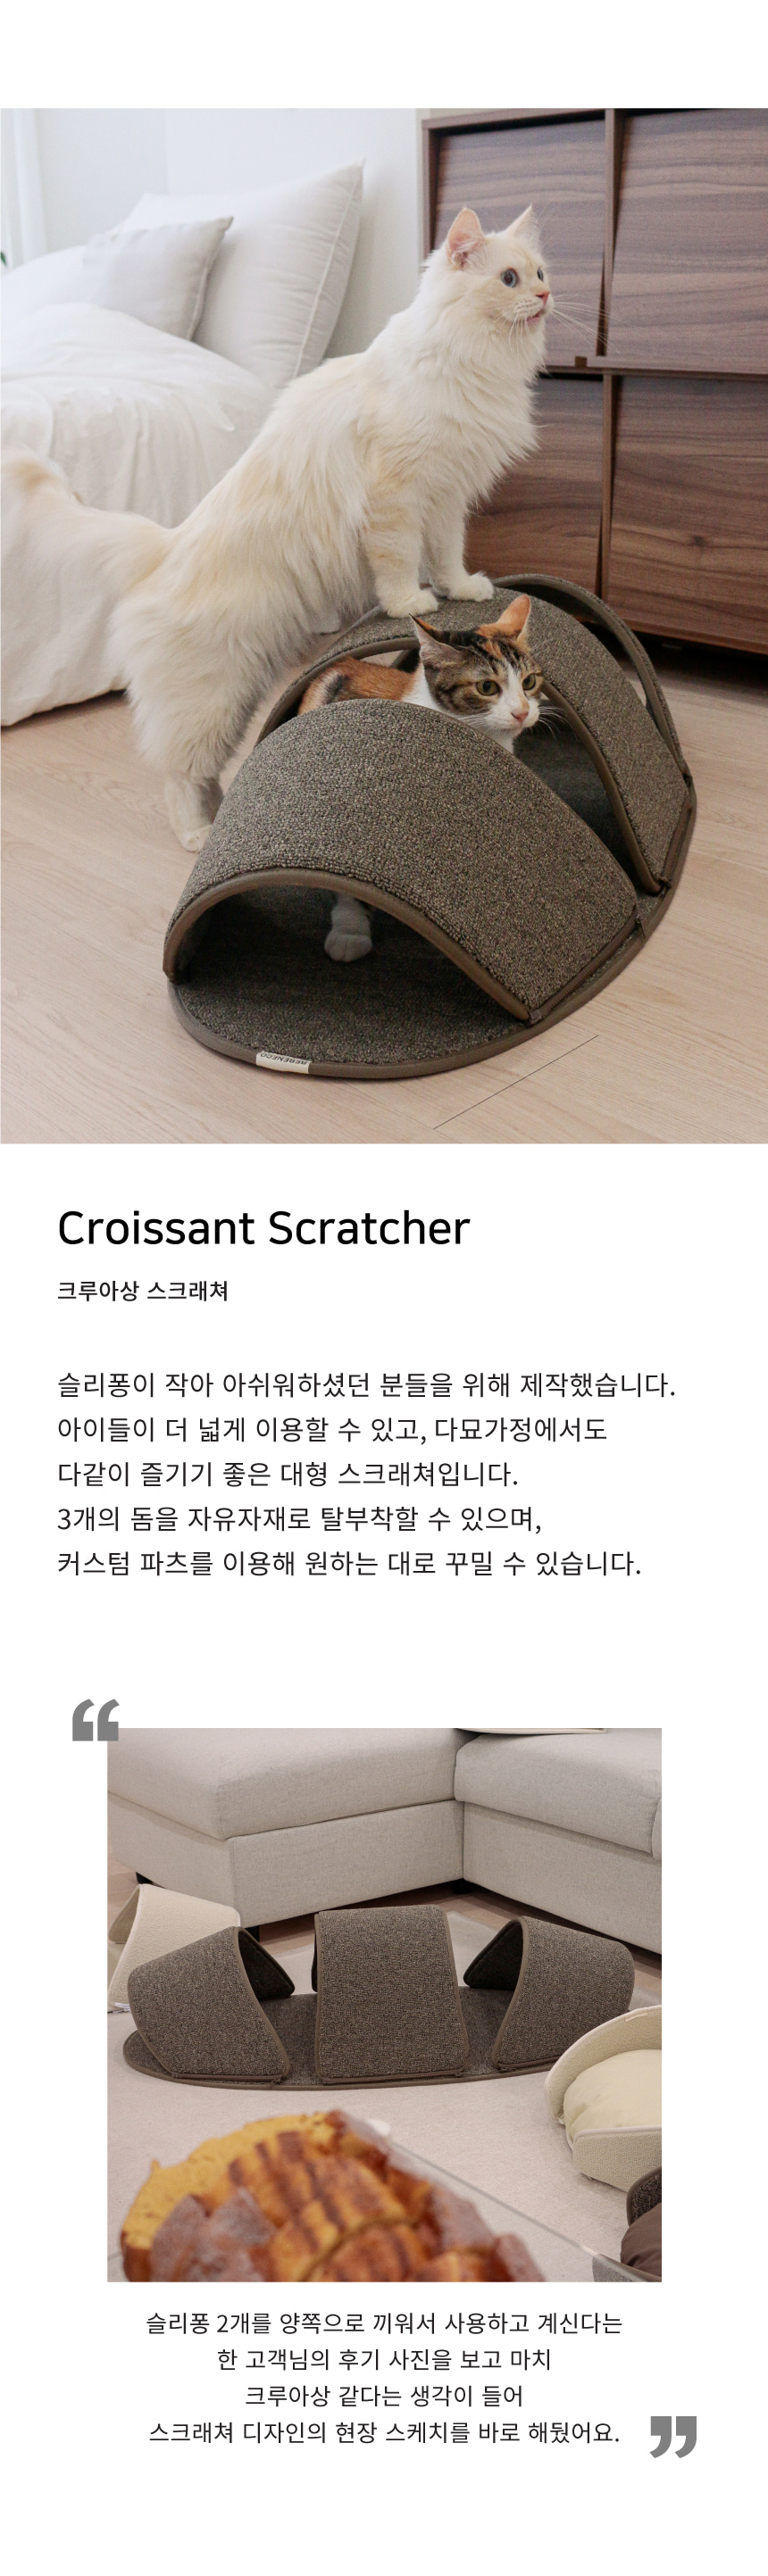 Croissant Scratcher
크루아상 스크래쳐
슬리퐁이 작아 아쉬워하셨던 분들을 위해 제작했습니다.
아이들이 더 넓게 이용할 수 있고, 다묘가정에서도
다같이 즐기기 좋은 대형 스크래쳐입니다.
3개의 돔을 자유자재로 탈부착할 수 있으며,
커스텀 파츠를 이용해 원하는 대로 꾸밀 수 있습니다.
“
슬리퐁 2개를 양쪽으로 끼워서 사용하고 계신다는
한 고객님의 후기 사진을 보고 마치
크루아상 같다는 생각이 들어
스크래쳐 디자인의 현장 스케치를 바로 해뒀어요.
”